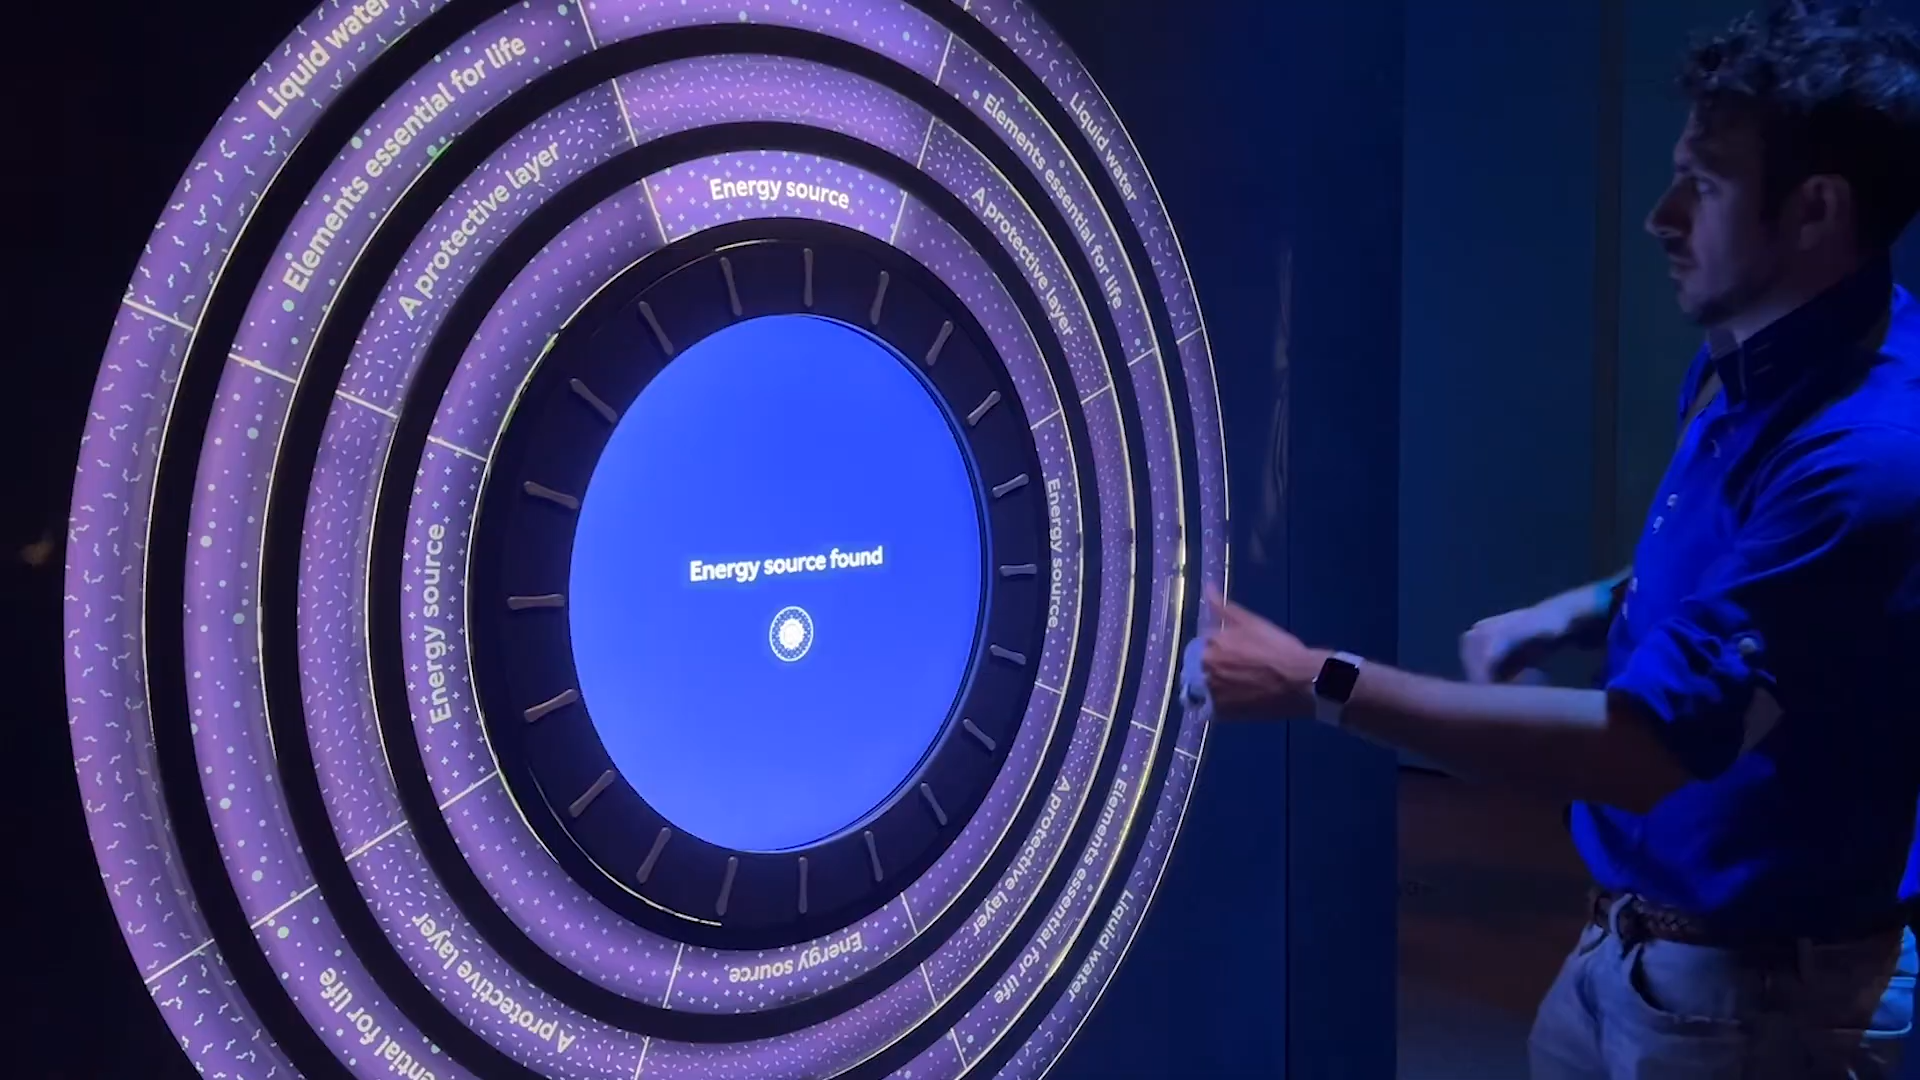 Liquid water
Elements essential for life
A protective layer
Energy source
Liquid water
Elements essential for life
A protective layer
Energy source
Energy source
Energy source found
A protective layer
Elements essential for life
Liquid water
Energy source
A protective layer
ential for life